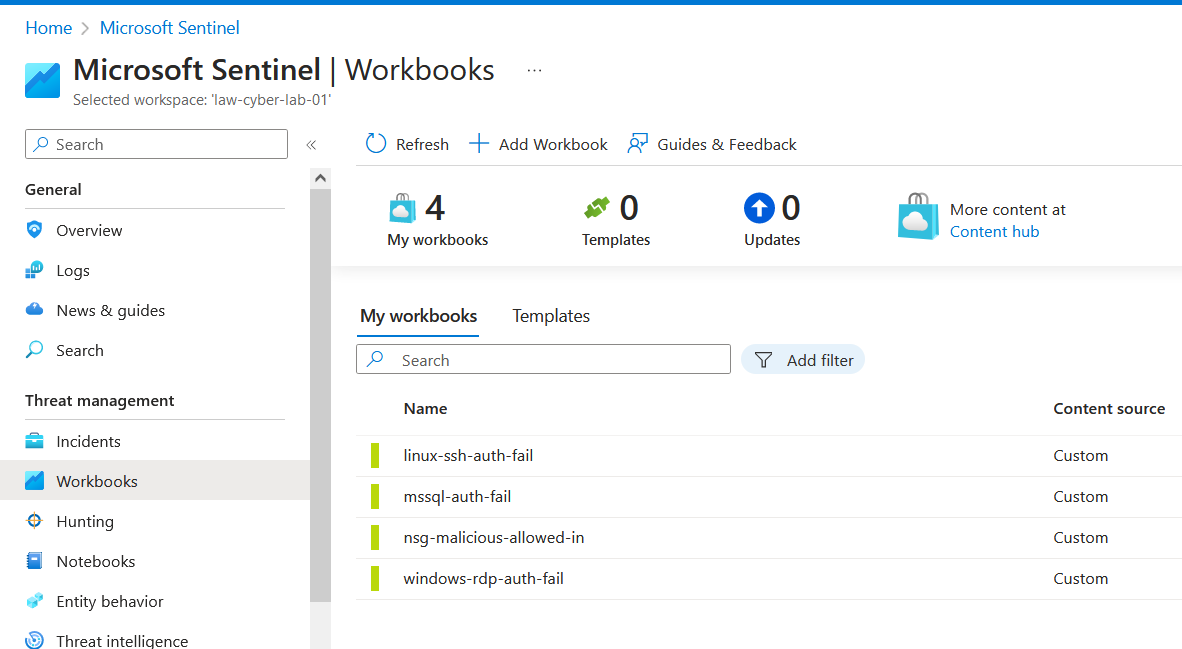 Home > Microsoft Sentinel
Microsoft Sentinel | Workbooks ...
Selected workspace: 'law-cyber-lab-01'
Search «
General
Overview
Logs
News & guides
Search
Threat management
Incidents
Workbooks
Hunting
Notebooks
Entity behavior
Threat intelligence
Refresh + Add Workbook Guides & Feedback
4 My workbooks
0 Templates
0 Updates
More content at
Content hub
My workbooks Templates
Search Add filter
Name Content source
linux-ssh-auth-fail Custom
mssql-auth-fail Custom
nsg-malicious-allowed-in Custom
windows-rdp-auth-fail Custom